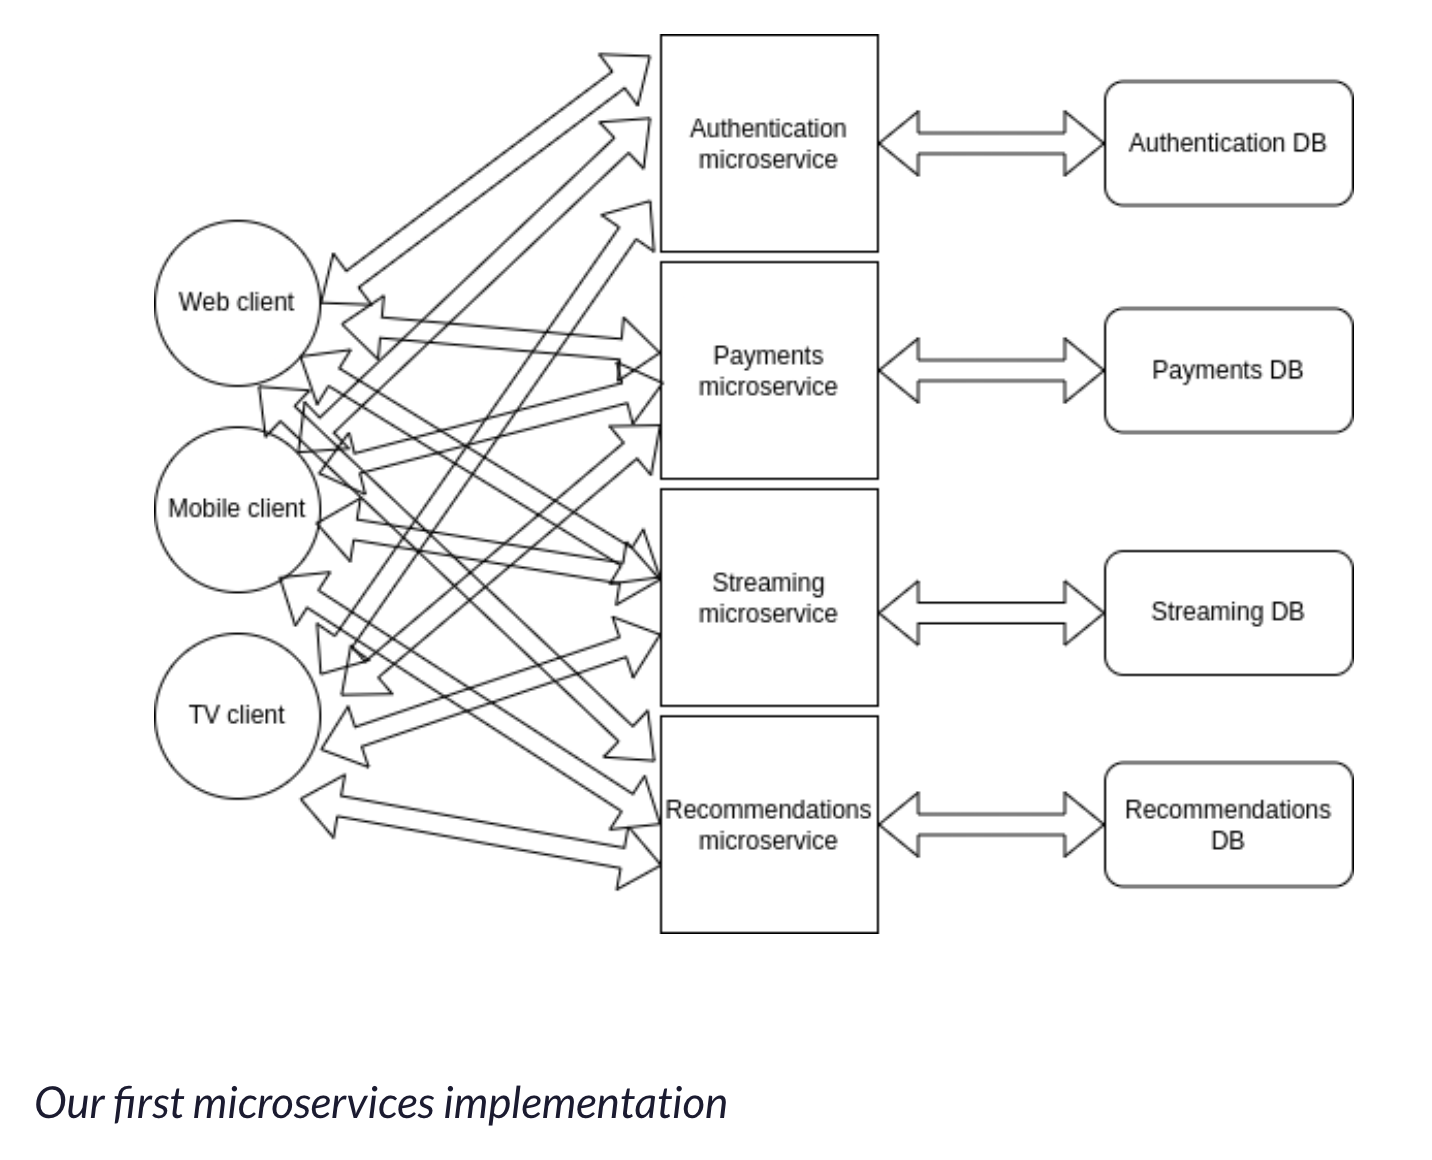 Authentication
microservice
Authentication DB
Web client
Payments
microservice
Payments DB
Mobile client
Streaming
microservice
Streaming DB
TV client
Recommendations
microservice
Recommendations
DB
Our first microservices implementation